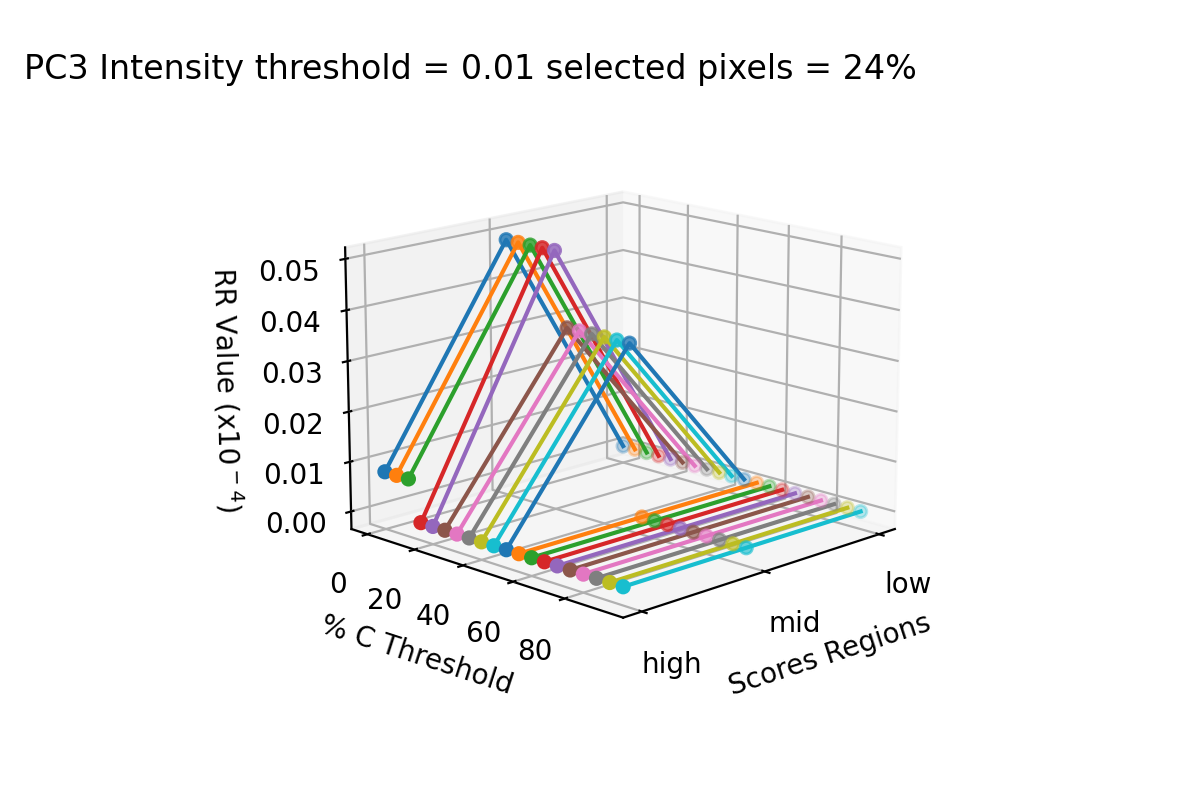 PC3 Intensity threshold = 0.01 selected pixels = 24%
RR Value (x10⁻⁴)
0.05
0.04
0.03
0.02
0.01
0.00
0
20
40
60
80
% C Threshold
high
mid
low
Scores Regions